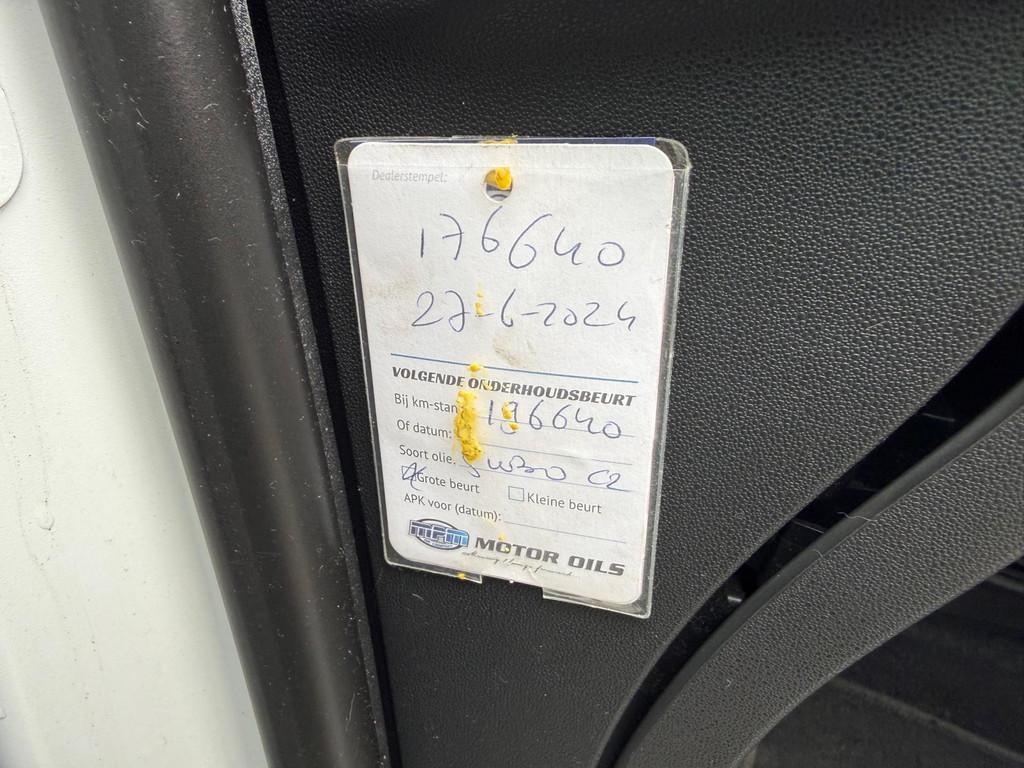 Dealerstempel:
176640
27-6-2024
VOLGENDE ONDERHOUDSBEURT
Bij km-stand 196640
Of datum:
Soort olie: 5W30 C2
Grote beurt Kleine beurt
APK voor (datum):
MPM MOTOR OILS